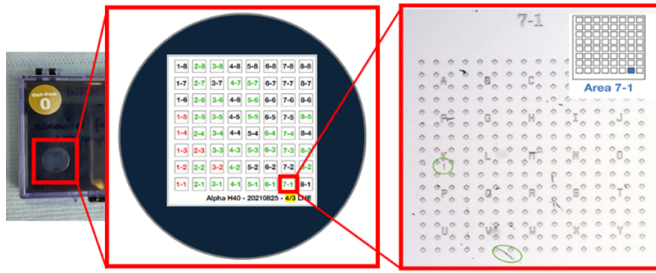 Gel-Pak
0
1-8 2-8 3-8 4-8 5-8 6-8 7-8 8-8
1-7 2-7 3-7 4-7 5-7 6-7 7-7 8-7
1-6 2-6 3-6 4-6 5-6 6-6 7-6 8-6
1-5 2-5 3-5 4-5 5-5 6-5 7-5 8-5
1-4 2-4 3-4 4-4 5-4 6-4 7-4 8-4
1-3 2-3 3-3 4-3 5-3 6-3 7-3 8-3
1-2 2-2 3-2 4-2 5-2 6-2 7-2 8-2
1-1 2-1 3-1 4-1 5-1 6-1 7-1 8-1
Alpha H40 - 20210825 - 4/3
7-1
Area 7-1
A B C
F G H I J
K L M N O
P Q R S T
U V W X Y